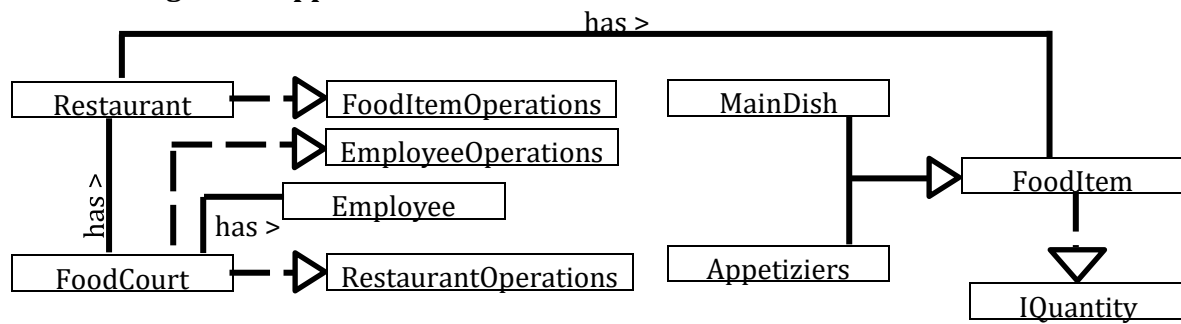 has >
Restaurant
FoodItemOperations
MainDish
EmployeeOperations
FoodItem
has >
Employee
has >
FoodCourt
RestaurantOperations
Appetiziers
IQuantity